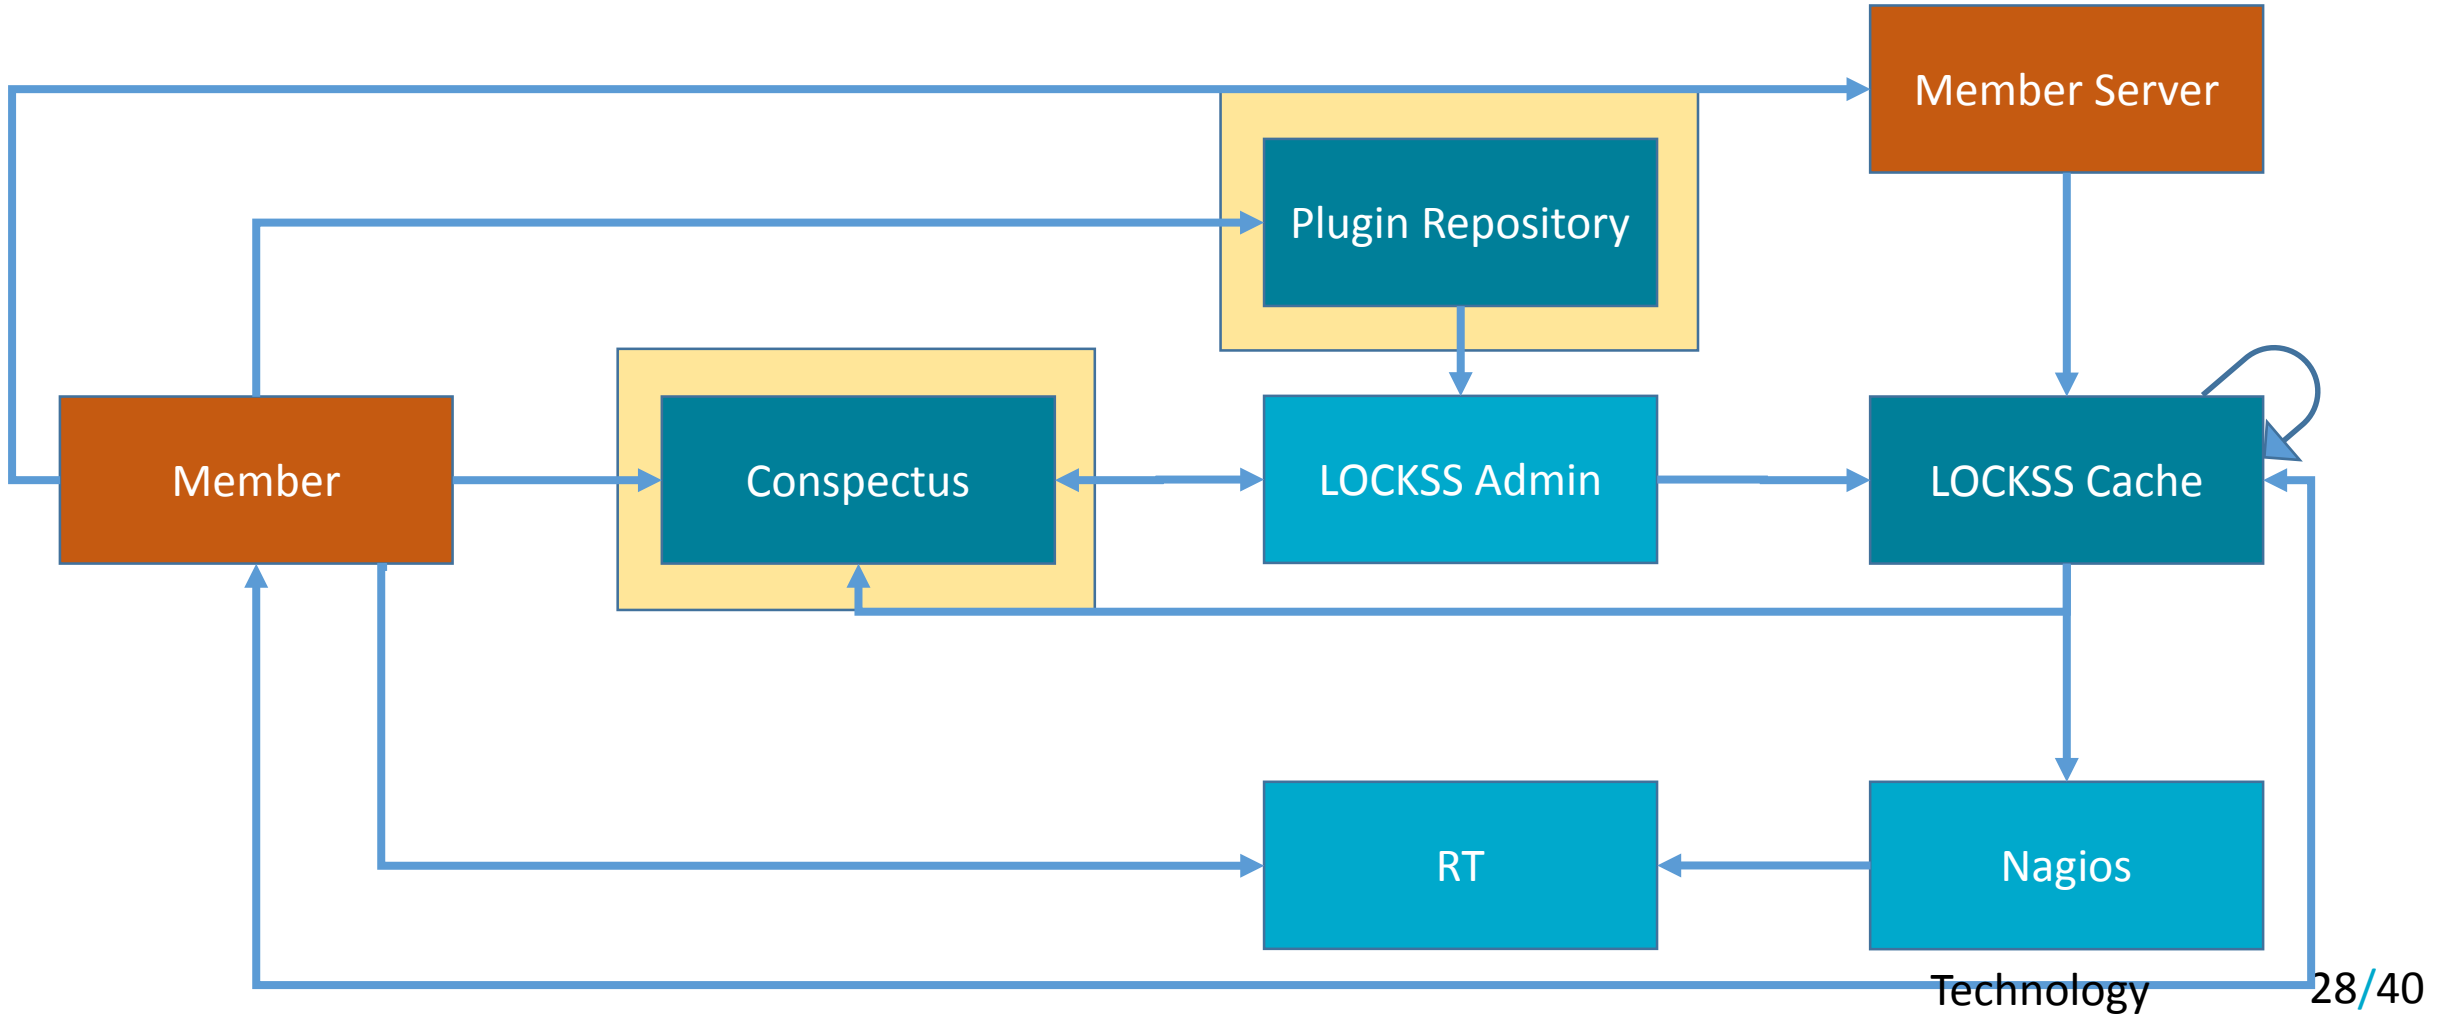 Member Server
Plugin Repository
Member
Conspectus
LOCKSS Admin
LOCKSS Cache
RT
Nagios
Technology
28/40